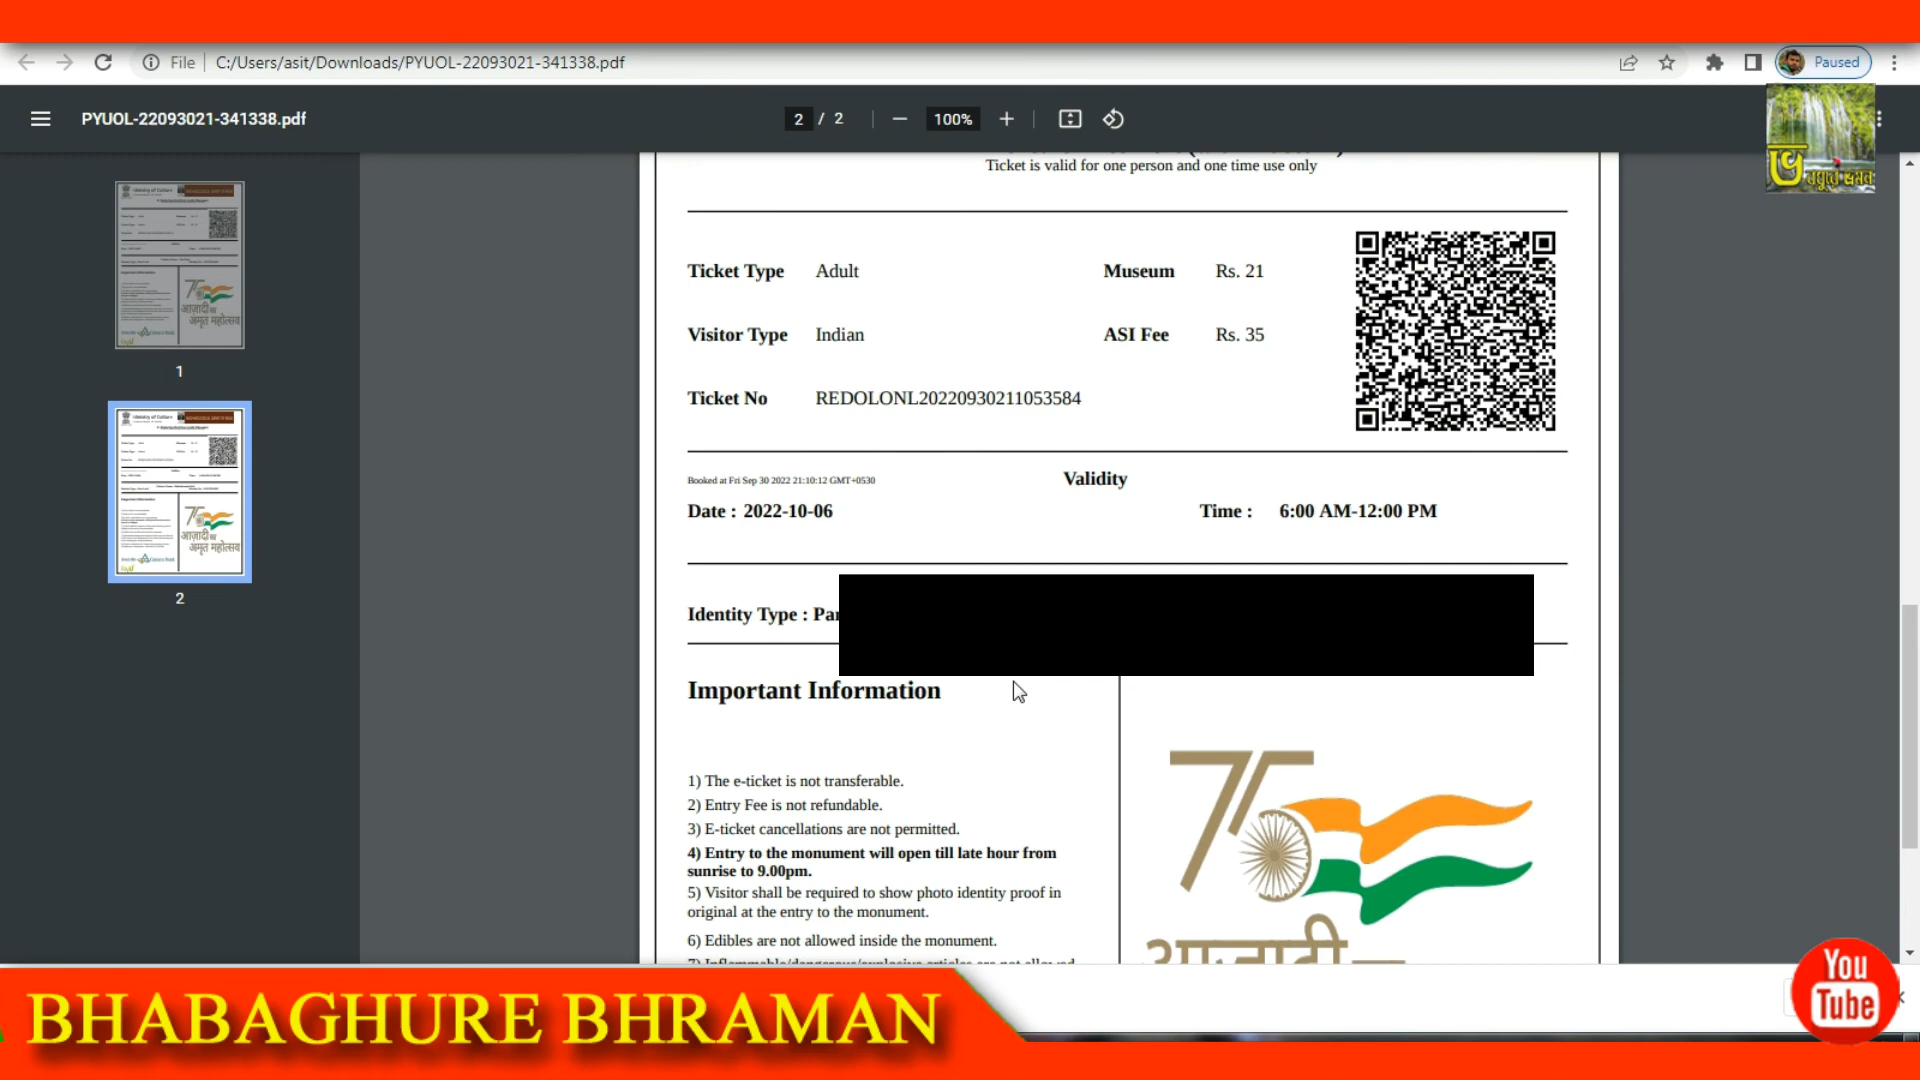 File C:/Users/asit/Downloads/PYUOL-22093021-341338.pdf
Paused
PYUOL-22093021-341338.pdf
2 / 2
100%
Ticket is valid for one person and one time use only
Ticket Type Adult Museum Rs. 21
Visitor Type Indian ASI Fee Rs. 35
Ticket No REDOLONL20220930211053584
Booked at Fri Sep 30 2022 21:10:12 GMT+0530
Validity
Date : 2022-10-06 Time : 6:00 AM-12:00 PM
Identity Type :
Important Information
1) The e-ticket is not transferable.
2) Entry Fee is not refundable.
3) E-ticket cancellations are not permitted.
4) Entry to the monument will open till late hour from
sunrise to 9.00pm.
5) Visitor shall be required to show photo identity proof in
original at the entry to the monument.
6) Edibles are not allowed inside the monument.
75
1
2
BHABAGHURE BHRAMAN
You
Tube